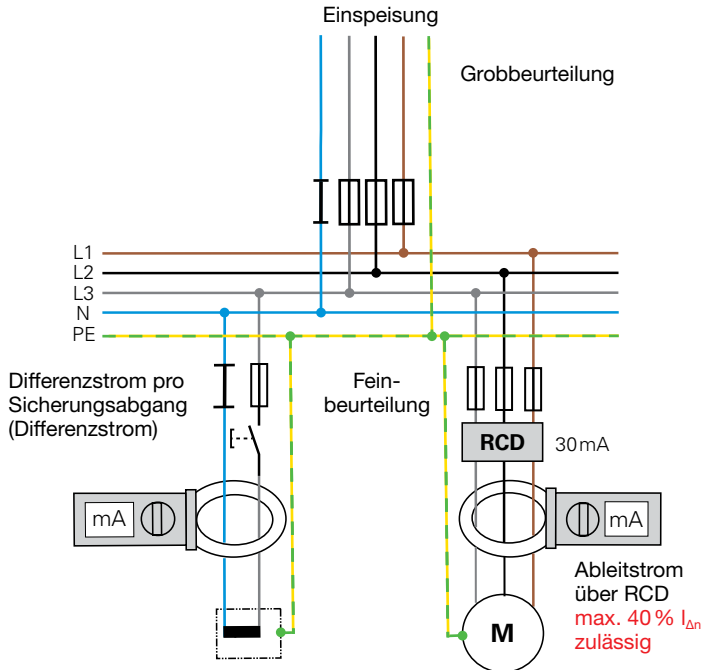 Einspeisung
Grobbeurteilung
L1
L2
L3
N
PE
Differenzstrom pro
Sicherungsabgang
(Differenzstrom)
Fein-
beurteilung
RCD
30 mA
mA
mA
Ableitstrom
über RCD
max. 40 % IΔn
zulässig
M